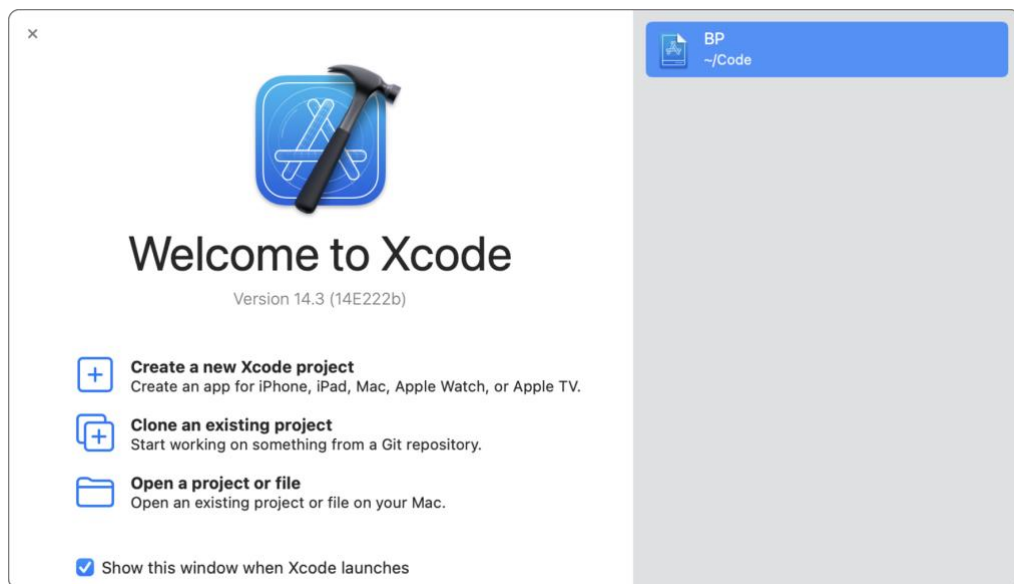 Welcome to Xcode
Version 14.3 (14E222b)
Create a new Xcode project
Create an app for iPhone, iPad, Mac, Apple Watch, or Apple TV.
Clone an existing project
Start working on something from a Git repository.
Open a project or file
Open an existing project or file on your Mac.
Show this window when Xcode launches
BP
~/Code